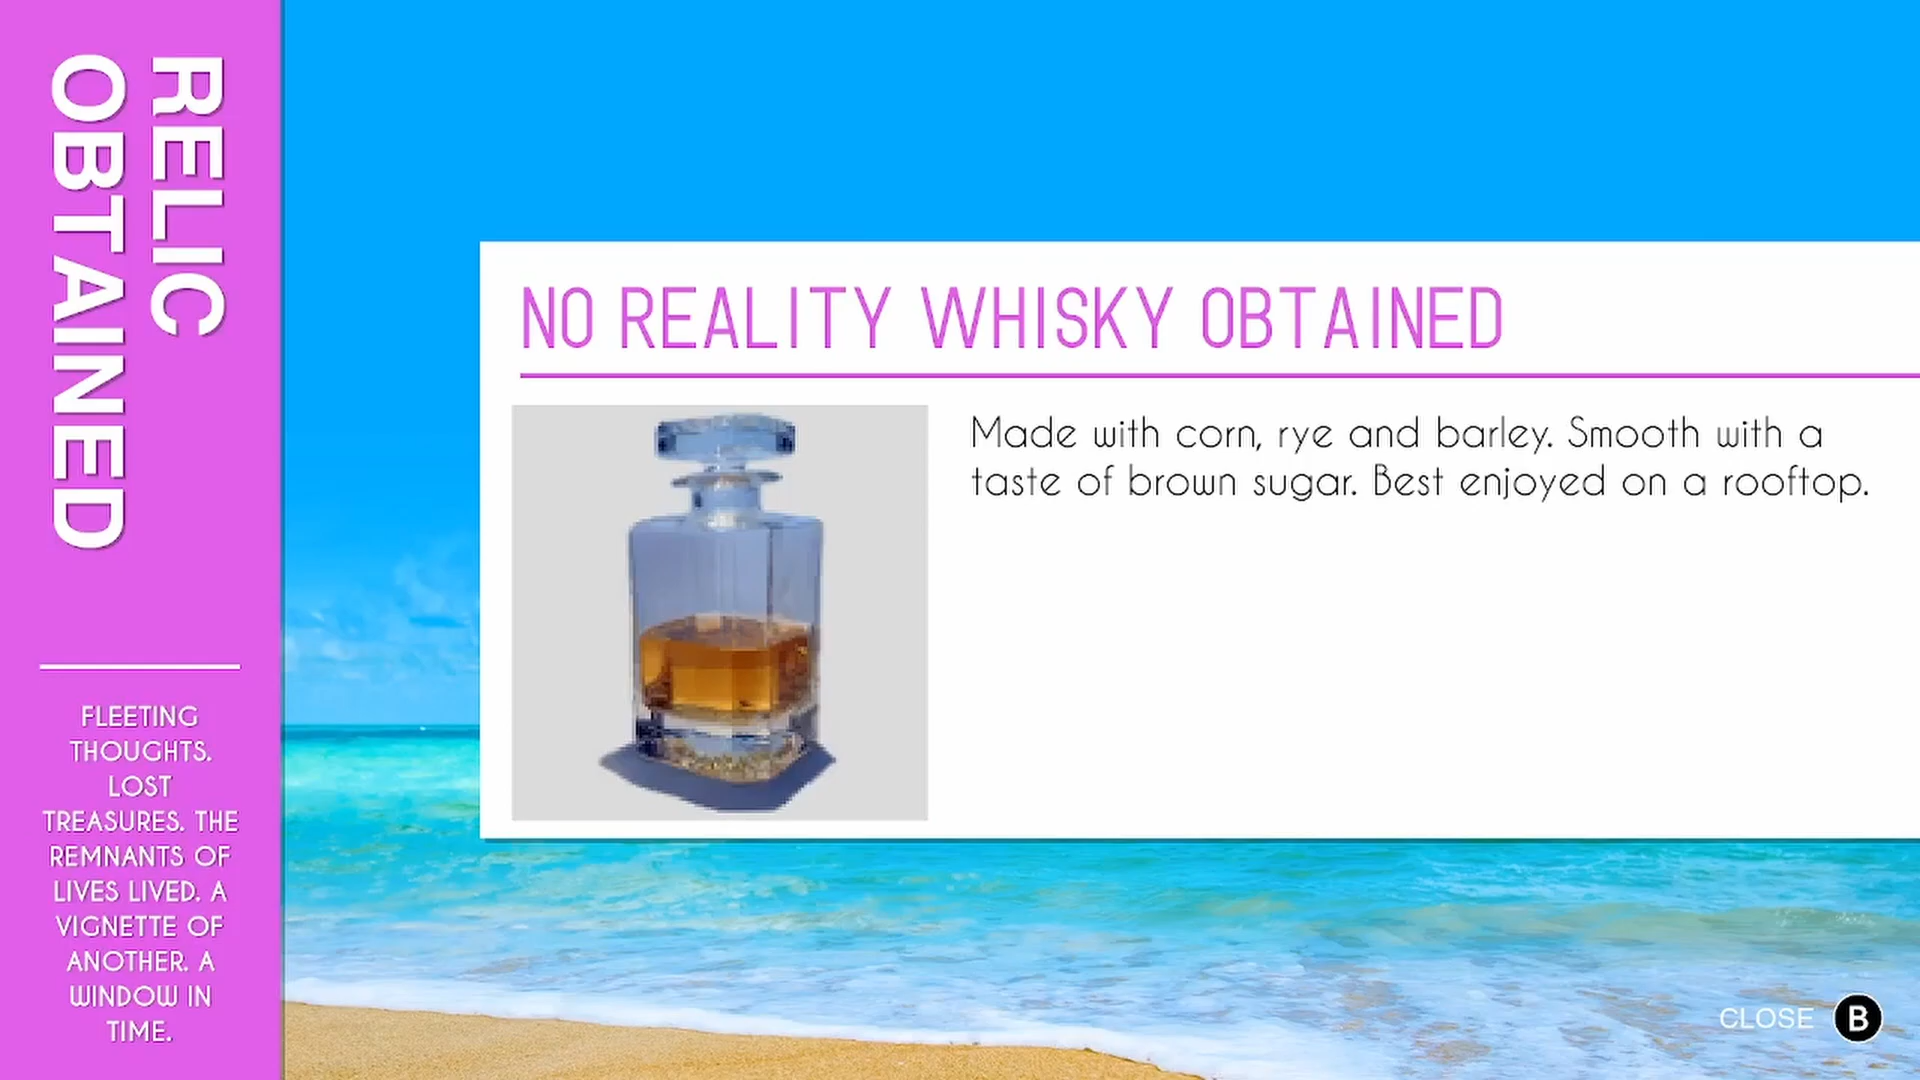 RELIC
OBTAINED
FLEETING
THOUGHTS.
LOST
TREASURES. THE
REMNANTS OF
LIVES LIVED. A
VIGNETTE OF
ANOTHER. A
WINDOW IN
TIME.
NO REALITY WHISKY OBTAINED
Made with corn, rye and barley. Smooth with a
taste of brown sugar. Best enjoyed on a rooftop.
CLOSE B